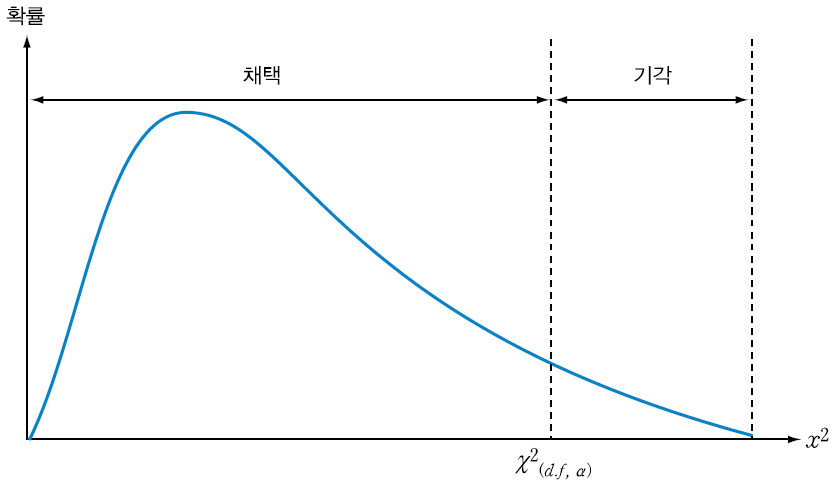 확률
채택
기각
x²
χ²(d.f, α)